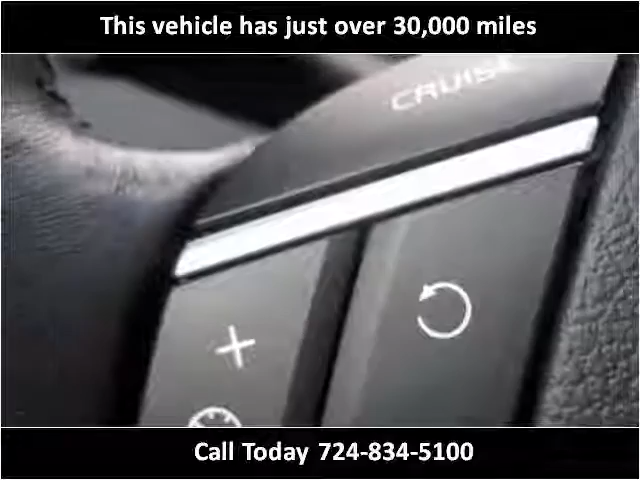 This vehicle has just over 30,000 miles
CRUISE
+
Call Today 724-834-5100